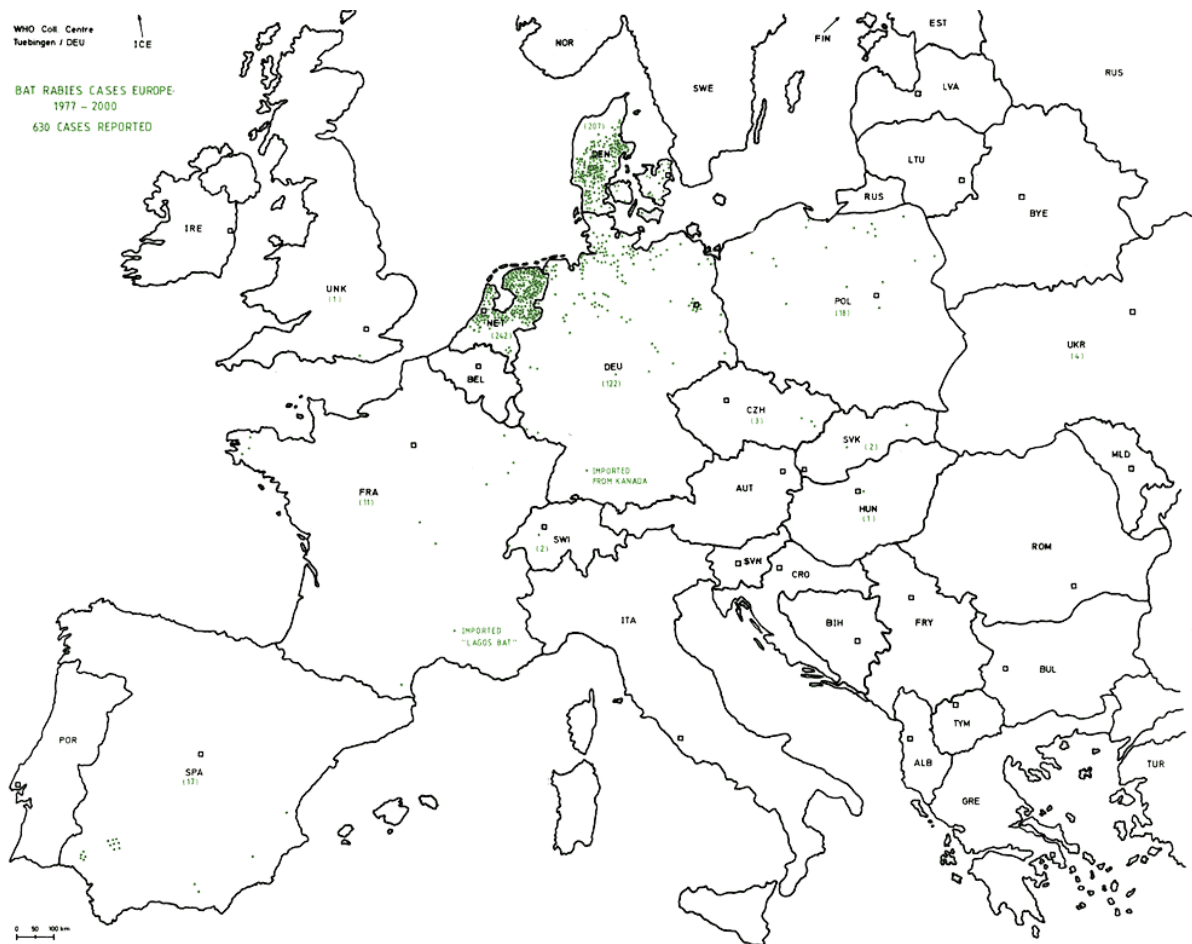 WHO Coll. Centre
Tuebingen / DEU
ICE
BAT RABIES CASES EUROPE
1977 – 2000
630 CASES REPORTED
NOR
SWE
FIN
EST
RUS
LVA
LTU
RUS
BYE
(207)
DEN
IRE
UNK
(1)
NET
(242)
BEL
DEU
(122)
POL
(18)
UKR
(4)
CZH
(3)
SVK (2)
MLD
IMPORTED
FROM KANADA
AUT
HUN
(1)
FRA
(11)
SWI
(2)
SVN
CRO
ROM
IMPORTED
"LAGOS BAT"
ITA
BIH
FRY
BUL
TYM
ALB
GRE
TUR
POR
SPA
(17)
0 50 100 km